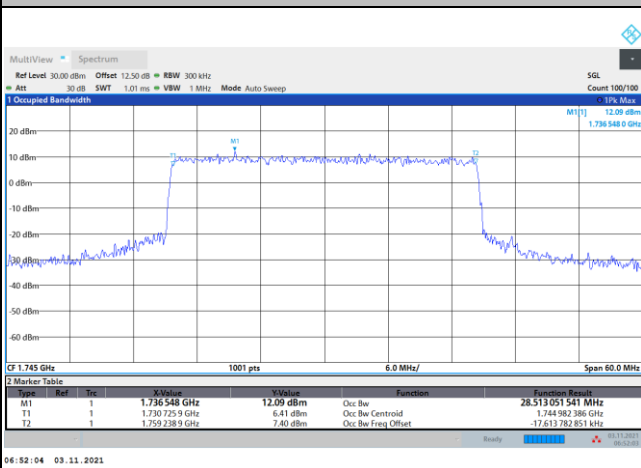 MultiView Spectrum
Ref Level 30.00 dBm Offset 12.50 dB RBW 300 kHz SGL
Att 30 dB SWT 1.01 ms VBW 1 MHz Mode Auto Sweep Count 100/100
1 Occupied Bandwidth 1Pk Max
M1[1] 12.09 dBm
1.736 548 0 GHz
20 dBm
M1
T1 T2
10 dBm
0 dBm
-10 dBm
-20 dBm
-30 dBm
-40 dBm
-50 dBm
-60 dBm
CF 1.745 GHz 1001 pts 6.0 MHz/ Span 60.0 MHz
2 Marker Table
Type Ref Trc X-Value Y-Value Function Function Result
M1 1 1.736 548 GHz 12.09 dBm Occ Bw 28.513 051 541 MHz
T1 1 1.730 725 9 GHz 6.41 dBm Occ Bw Centroid 1.744 982 386 GHz
T2 1 1.759 238 9 GHz 7.40 dBm Occ Bw Freq Offset -17.613 782 851 kHz
Ready 03.11.2021
06:52:03
06:52:04 03.11.2021